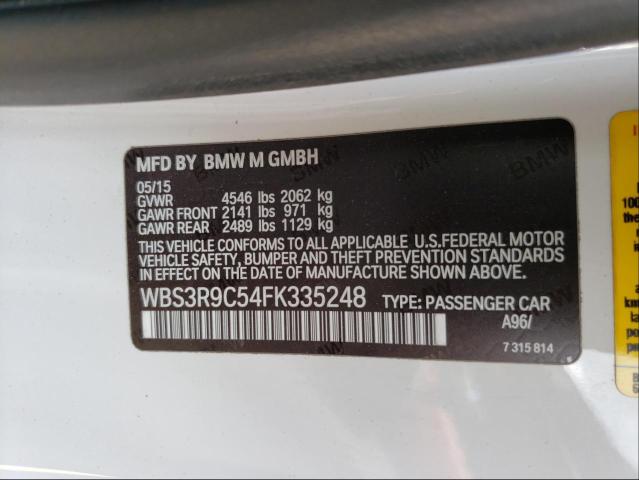 MFD BY BMW M GMBH
05/15
GVWR 4546 lbs 2062 kg
GAWR FRONT 2141 lbs 971 kg
GAWR REAR 2489 lbs 1129 kg
THIS VEHICLE CONFORMS TO ALL APPLICABLE U.S.FEDERAL MOTOR
VEHICLE SAFETY, BUMPER AND THEFT PREVENTION STANDARDS
IN EFFECT ON THE DATE OF MANUFACTURE SHOWN ABOVE.
WBS3R9C54FK335248 TYPE: PASSENGER CAR
A96/
7 315 814